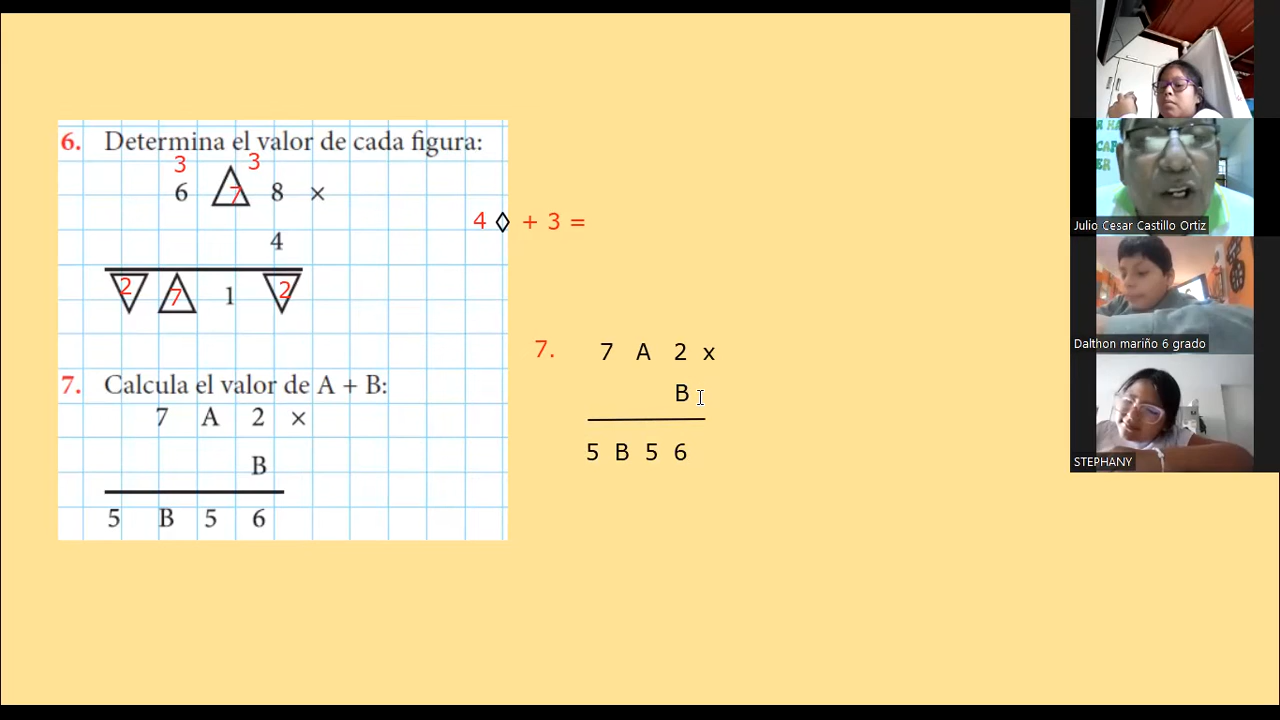 6. Determina el valor de cada figura:
3 3
6 7 8 ×
4
2 7 1 2
4 ◊ + 3 =
7. Calcula el valor de A + B:
7 A 2 ×
B
5 B 5 6
7. 7 A 2 x
B
5 B 5 6
Julio Cesar Castillo Ortiz
Dalthon mariño 6 grado
STEPHANY